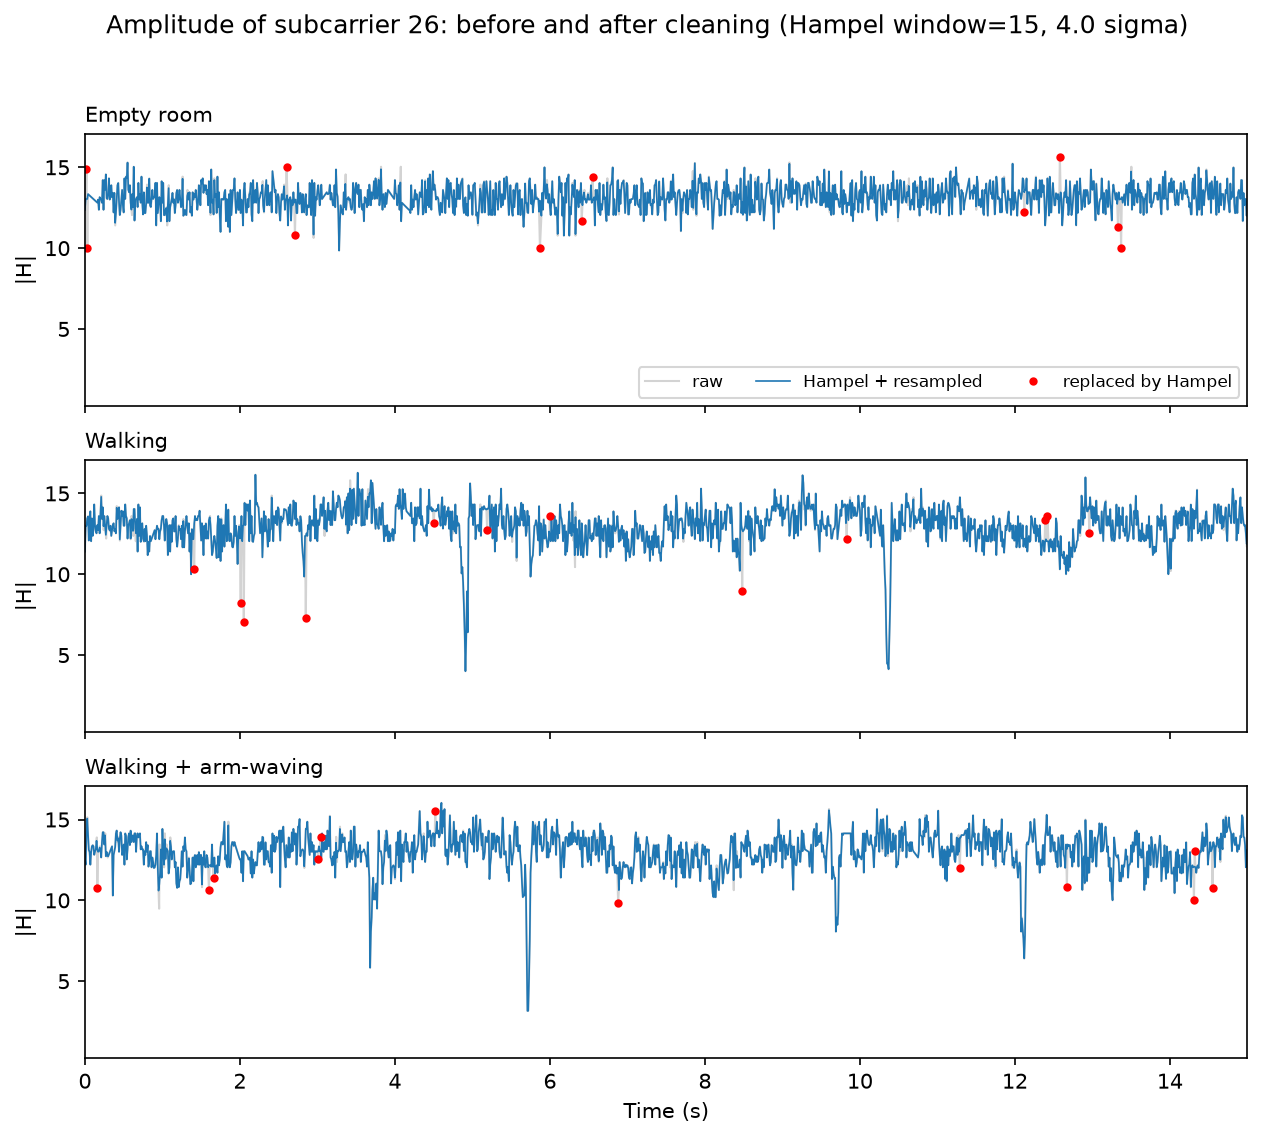 Amplitude of subcarrier 26: before and after cleaning (Hampel window=15, 4.0 sigma)
Empty room
15
10
5
|H|
raw
Hampel + resampled
replaced by Hampel
Walking
15
10
5
|H|
Walking + arm-waving
15
10
5
|H|
0 2 4 6 8 10 12 14
Time (s)